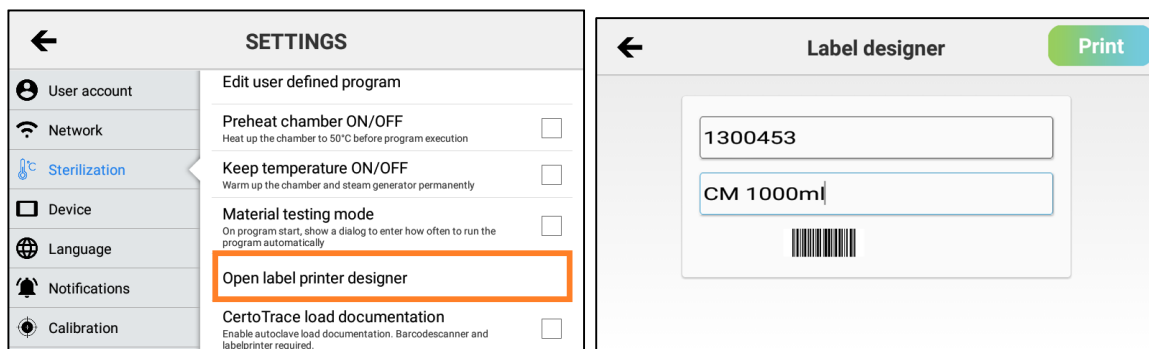 SETTINGS
User account
Network
Sterilization
Device
Language
Notifications
Calibration
Edit user defined program
Preheat chamber ON/OFF
Heat up the chamber to 50°C before program execution
Keep temperature ON/OFF
Warm up the chamber and steam generator permanently
Material testing mode
On program start, show a dialog to enter how often to run the
program automatically
Open label printer designer
CertoTrace load documentation
Enable autoclave load documentation. Barcodescanner and
labelprinter required.
Label designer
Print
1300453
CM 1000ml